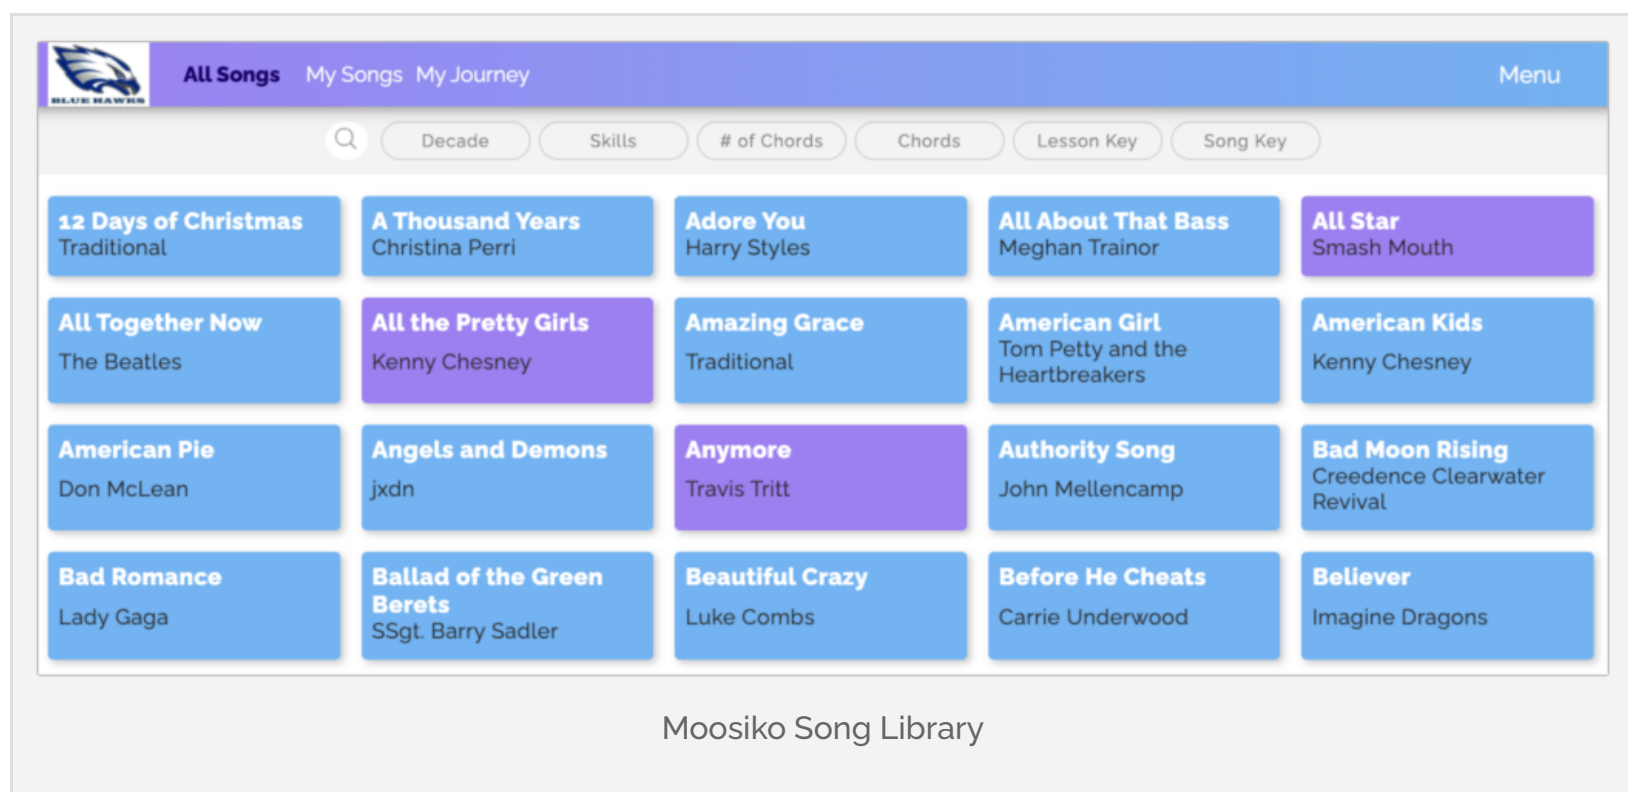 BLUE HAWKS
All Songs My Songs My Journey Menu
Decade Skills # of Chords Chords Lesson Key Song Key
12 Days of Christmas
Traditional
A Thousand Years
Christina Perri
Adore You
Harry Styles
All About That Bass
Meghan Trainor
All Star
Smash Mouth
All Together Now
The Beatles
All the Pretty Girls
Kenny Chesney
Amazing Grace
Traditional
American Girl
Tom Petty and the
Heartbreakers
American Kids
Kenny Chesney
American Pie
Don McLean
Angels and Demons
jxdn
Anymore
Travis Tritt
Authority Song
John Mellencamp
Bad Moon Rising
Creedence Clearwater
Revival
Bad Romance
Lady Gaga
Ballad of the Green
Berets
SSgt. Barry Sadler
Beautiful Crazy
Luke Combs
Before He Cheats
Carrie Underwood
Believer
Imagine Dragons
Moosiko Song Library